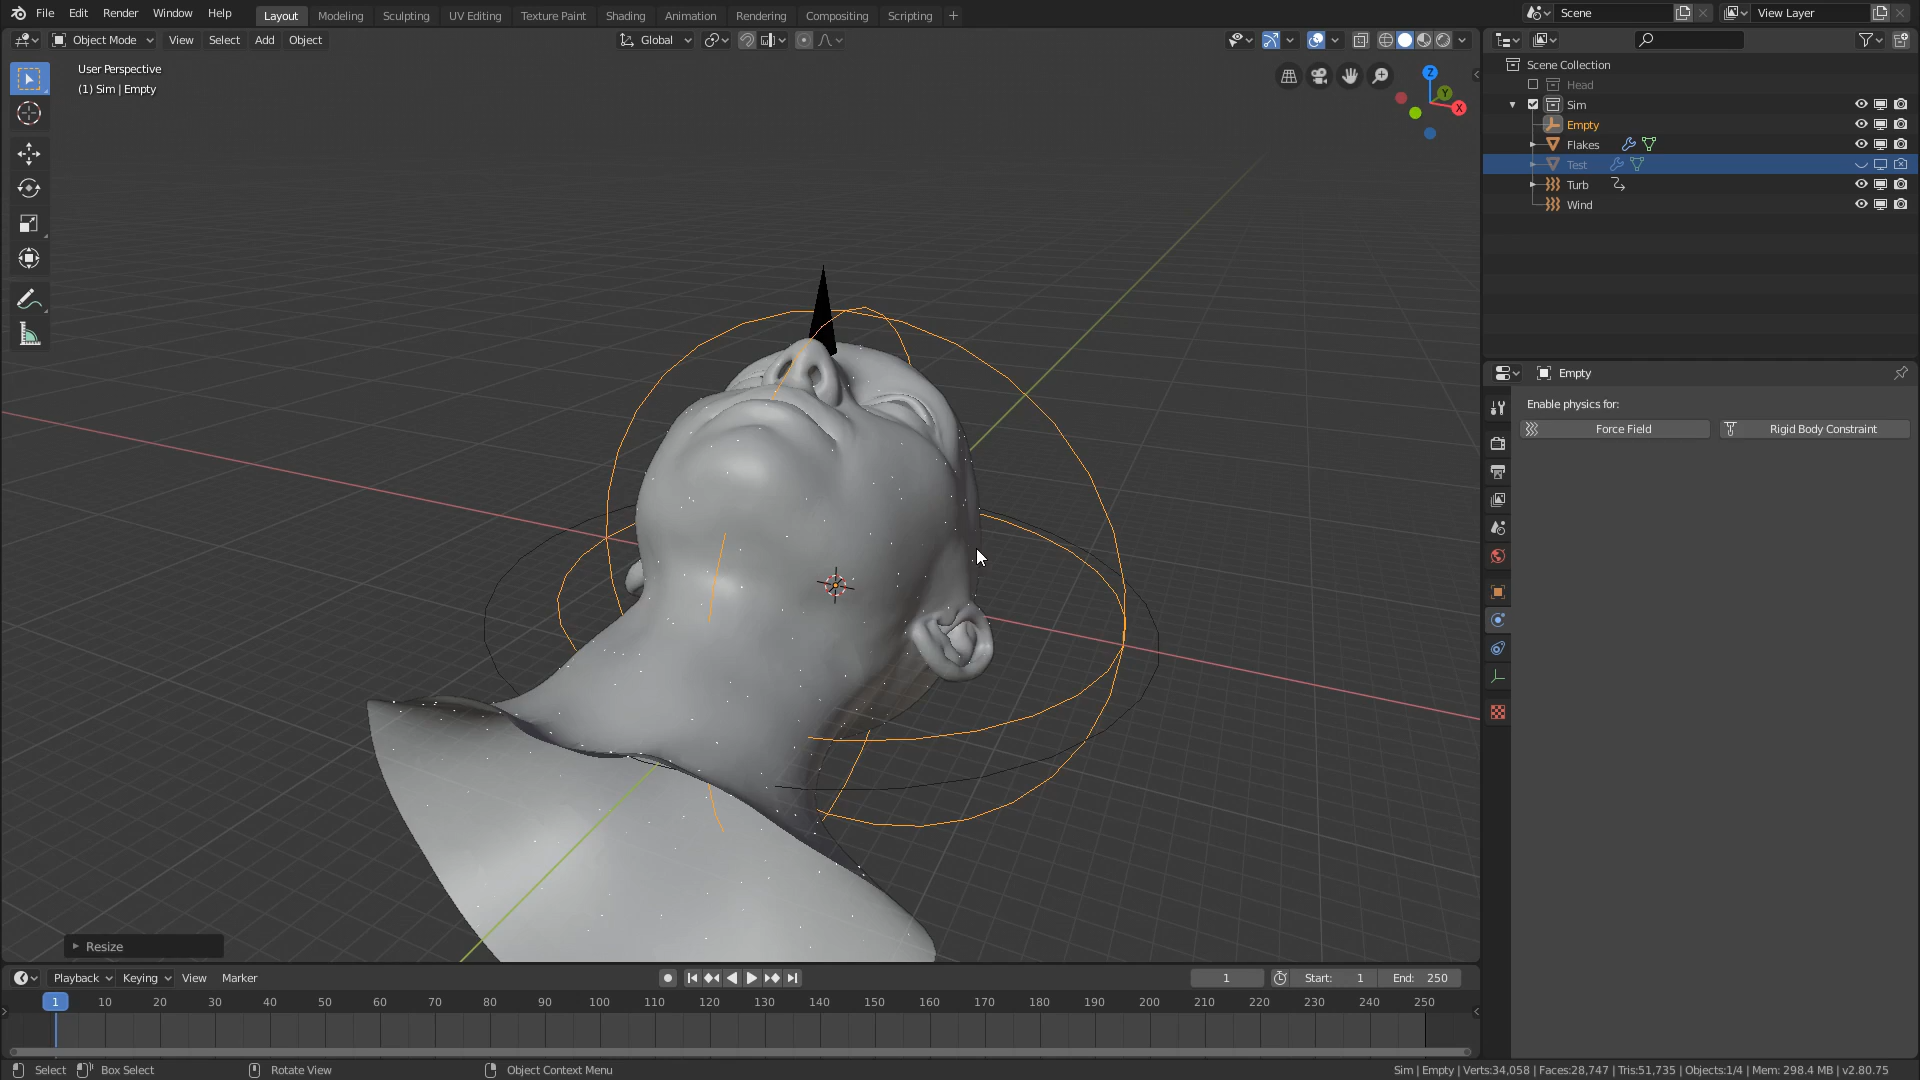 File Edit Render Window Help
Layout Modeling Sculpting UV Editing Texture Paint Shading Animation Rendering Compositing Scripting +
Scene
View Layer
Object Mode View Select Add Object
Global
User Perspective
(1) Sim | Empty
Z
Y
X
Scene Collection
Head
Sim
Empty
Flakes
Test
Turb
Wind
Empty
Enable physics for:
Force Field
Rigid Body Constraint
Resize
Playback Keying View Marker
1
Start: 1
End: 250
1 10 20 30 40 50 60 70 80 90 100 110 120 130 140 150 160 170 180 190 200 210 220 230 240 250
Select Box Select Rotate View Object Context Menu
Sim | Empty | Verts:34,058 | Faces:28,747 | Tris:51,735 | Objects:1/4 | Mem: 298.4 MB | v2.80.75